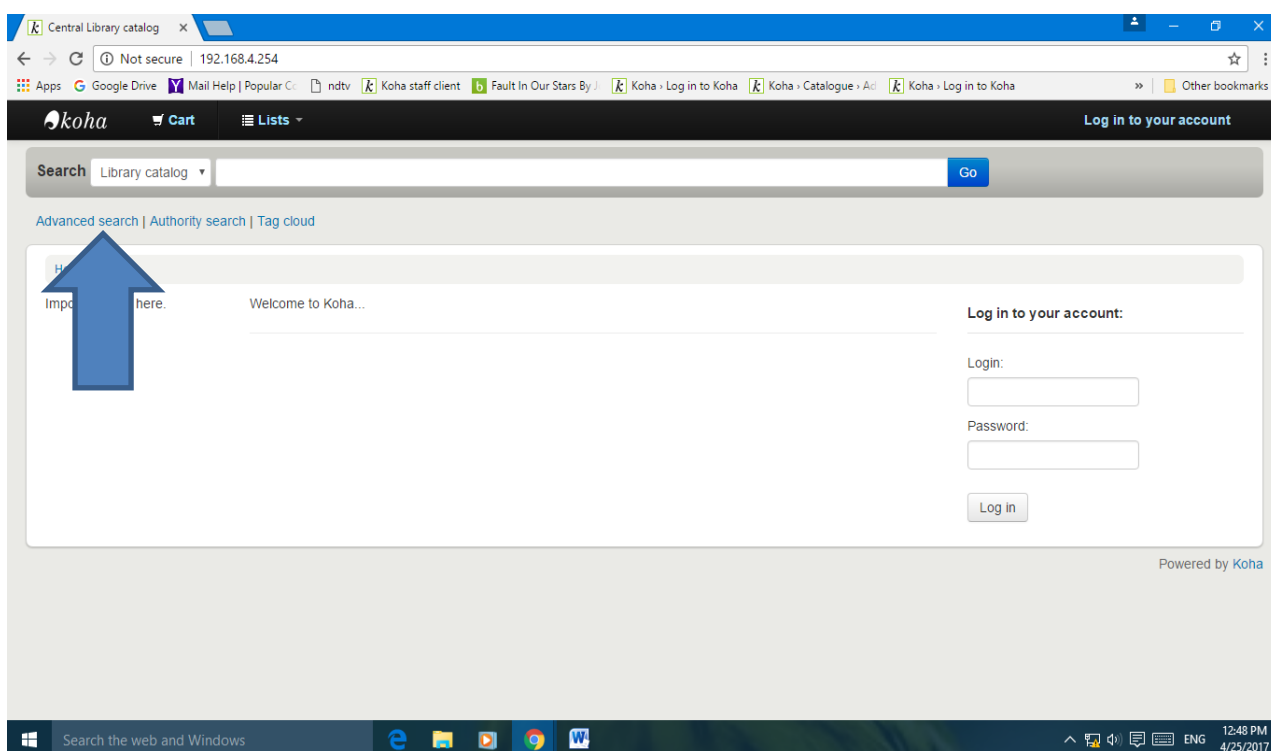 Central Library catalog
Not secure | 192.168.4.254
Apps Google Drive Mail Help | Popular Co ndtv Koha staff client Fault In Our Stars By J Koha › Log in to Koha Koha › Catalogue › Ad Koha › Log in to Koha » Other bookmarks
koha Cart Lists Log in to your account
Search Library catalog Go
Advanced search | Authority search | Tag cloud
here. Welcome to Koha...
Log in to your account:
Login:
Password:
Log in
Powered by Koha
Search the web and Windows ENG 12:48 PM
4/25/2017